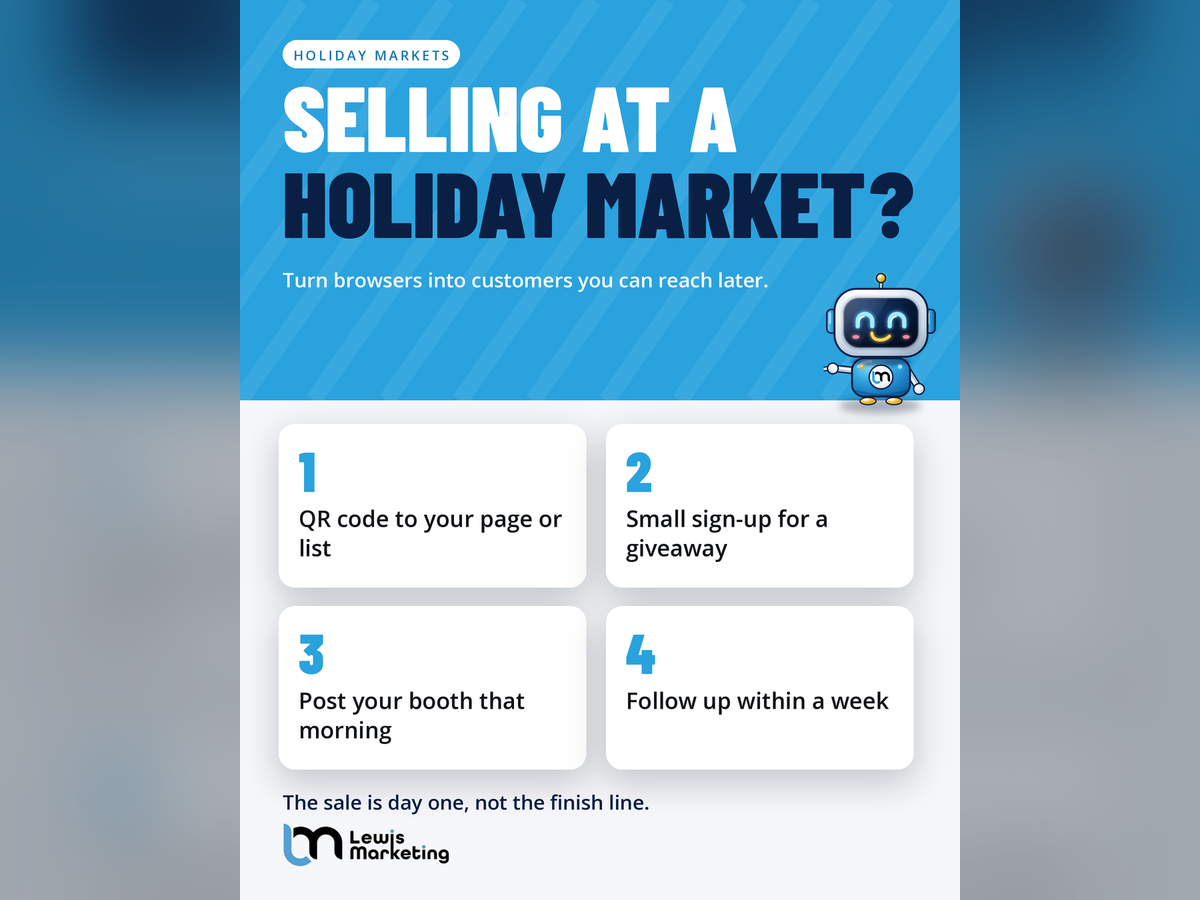 HOLIDAY MARKETS
SELLING AT A
HOLIDAY MARKET?
Turn browsers into customers you can reach later.
1
QR code to your page or
list
2
Small sign-up for a
giveaway
3
Post your booth that
morning
4
Follow up within a week
The sale is day one, not the finish line.
Lewis
Marketing